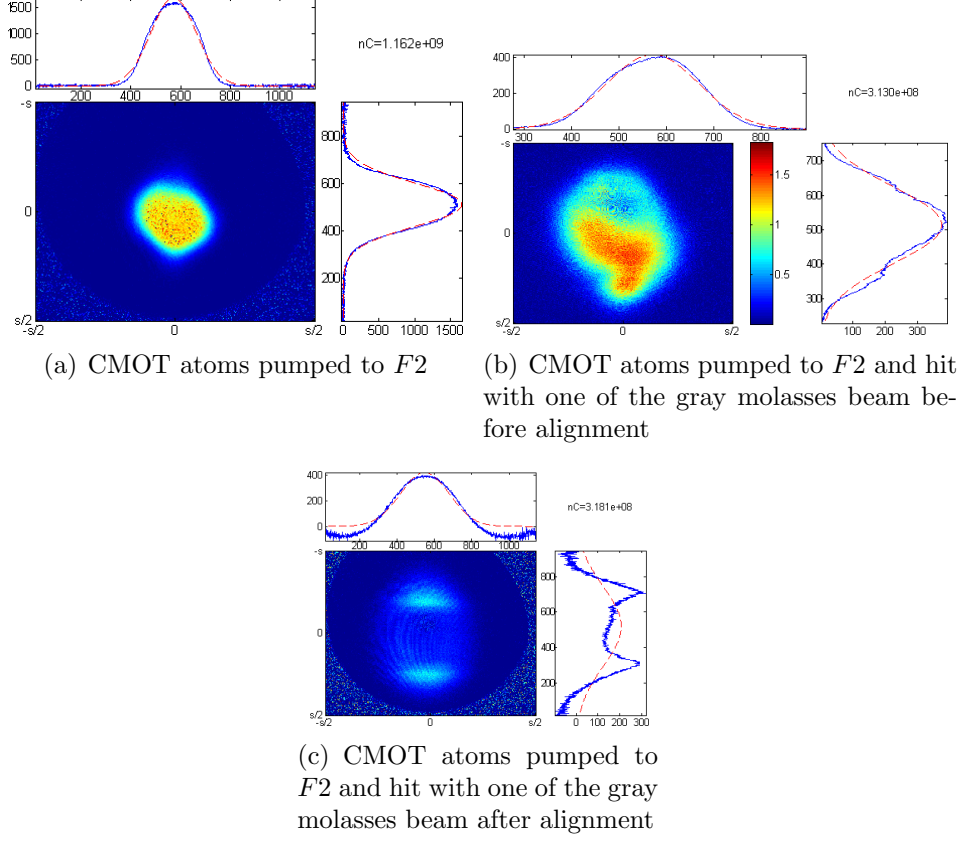 1500
1000
500
0
200 400 600 800 1000
nC=1.162e+09
-s
0
s/2
-s/2 0 s/2
800
600
400
200
0 500 1000 1500
(a) CMOT atoms pumped to F2
400
200
0
300 400 500 600 700 800
nC=3.130e+08
-s
0
s/2
-s/2 0 s/2
1.5
1
0.5
700
600
500
400
300
100 200 300
(b) CMOT atoms pumped to F2 and hit
with one of the gray molasses beam be-
fore alignment
400
200
0
200 400 600 800 1000
nC=3.181e+08
-s
0
s/2
-s/2 0 s/2
800
600
400
200
0 100 200 300
(c) CMOT atoms pumped to
F2 and hit with one of the gray
molasses beam after alignment